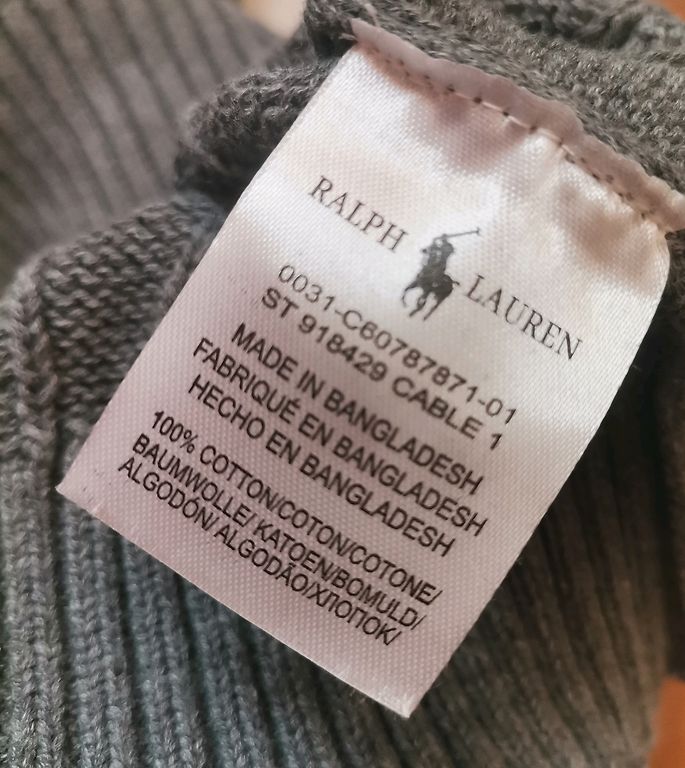 RALPH LAUREN
0031-C60787871-01
ST 918429 CABLE 1
MADE IN BANGLADESH
FABRIQUÉ EN BANGLADESH
HECHO EN BANGLADESH
100% COTTON/COTON/COTONE/
BAUMWOLLE/ KATOEN/BOMULD/
ALGODÓN/ ALGODÃO/ХЛОПОК/